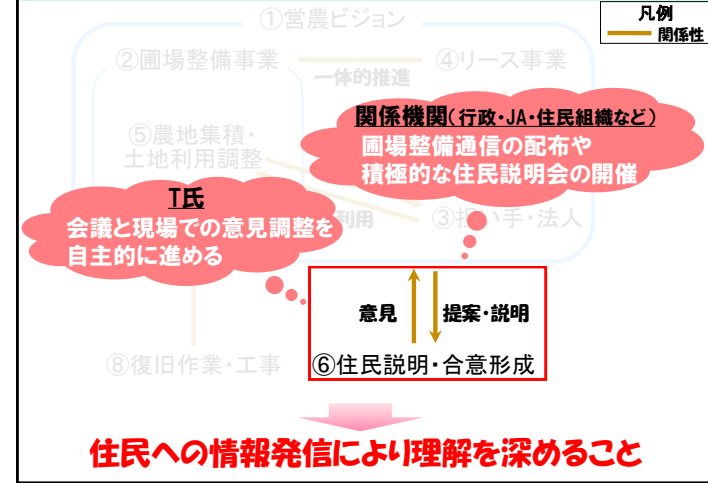 ①営農ビジョン
凡例
関係性
②圃場整備事業
④リース事業
一体的推進
関係機関(行政・JA・住民組織など)
圃場整備通信の配布や
積極的な住民説明会の開催
⑤農地集積・
土地利用調整
T氏
会議と現場での意見調整を
自主的に進める
利用
③担い手・法人
意見
提案・説明
⑥住民説明・合意形成
⑧復旧作業・工事
住民への情報発信により理解を深めること